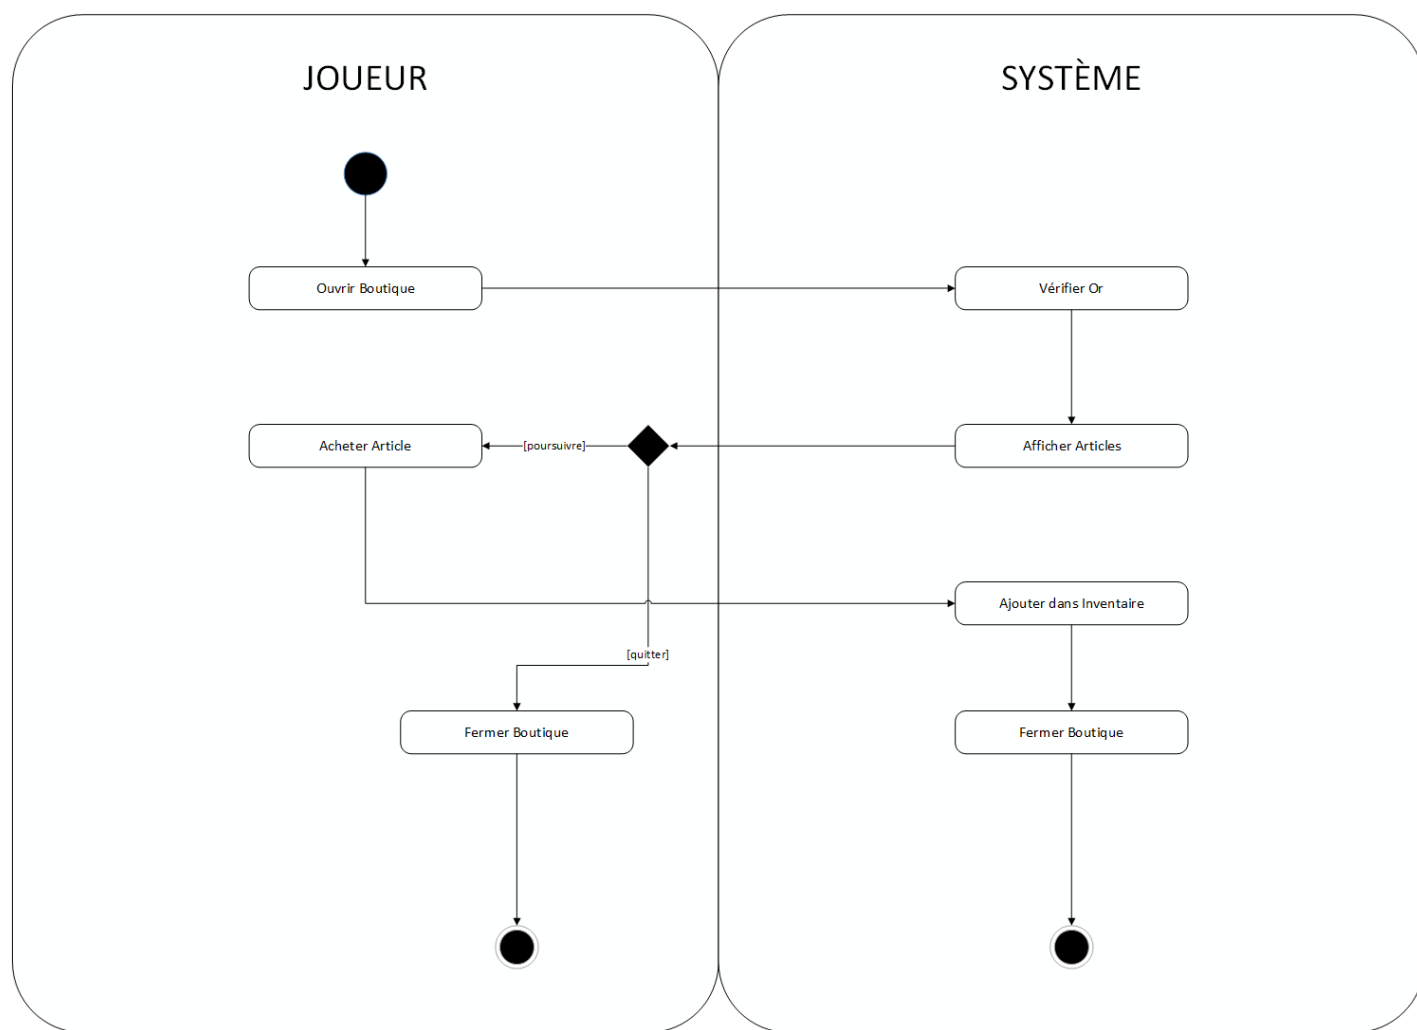 JOUEUR
SYSTÈME
Ouvrir Boutique
Vérifier Or
Acheter Article
[poursuivre]
Afficher Articles
Ajouter dans Inventaire
[quitter]
Fermer Boutique
Fermer Boutique